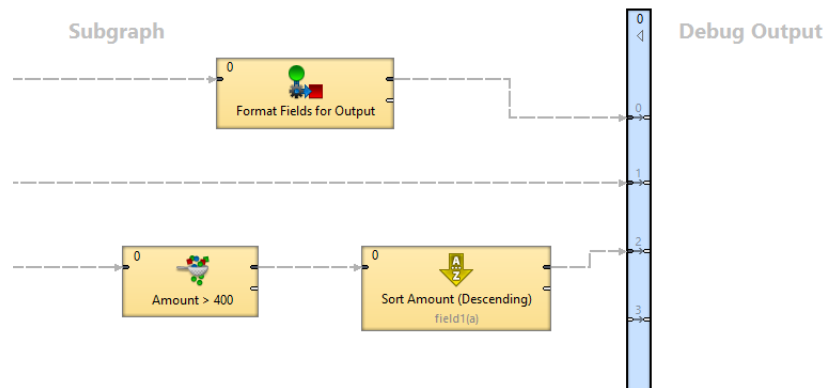 Subgraph
Debug Output
0
0
Format Fields for Output
0
1
0
Amount > 400
0
A
Z
Sort Amount (Descending)
field1(a)
2
3